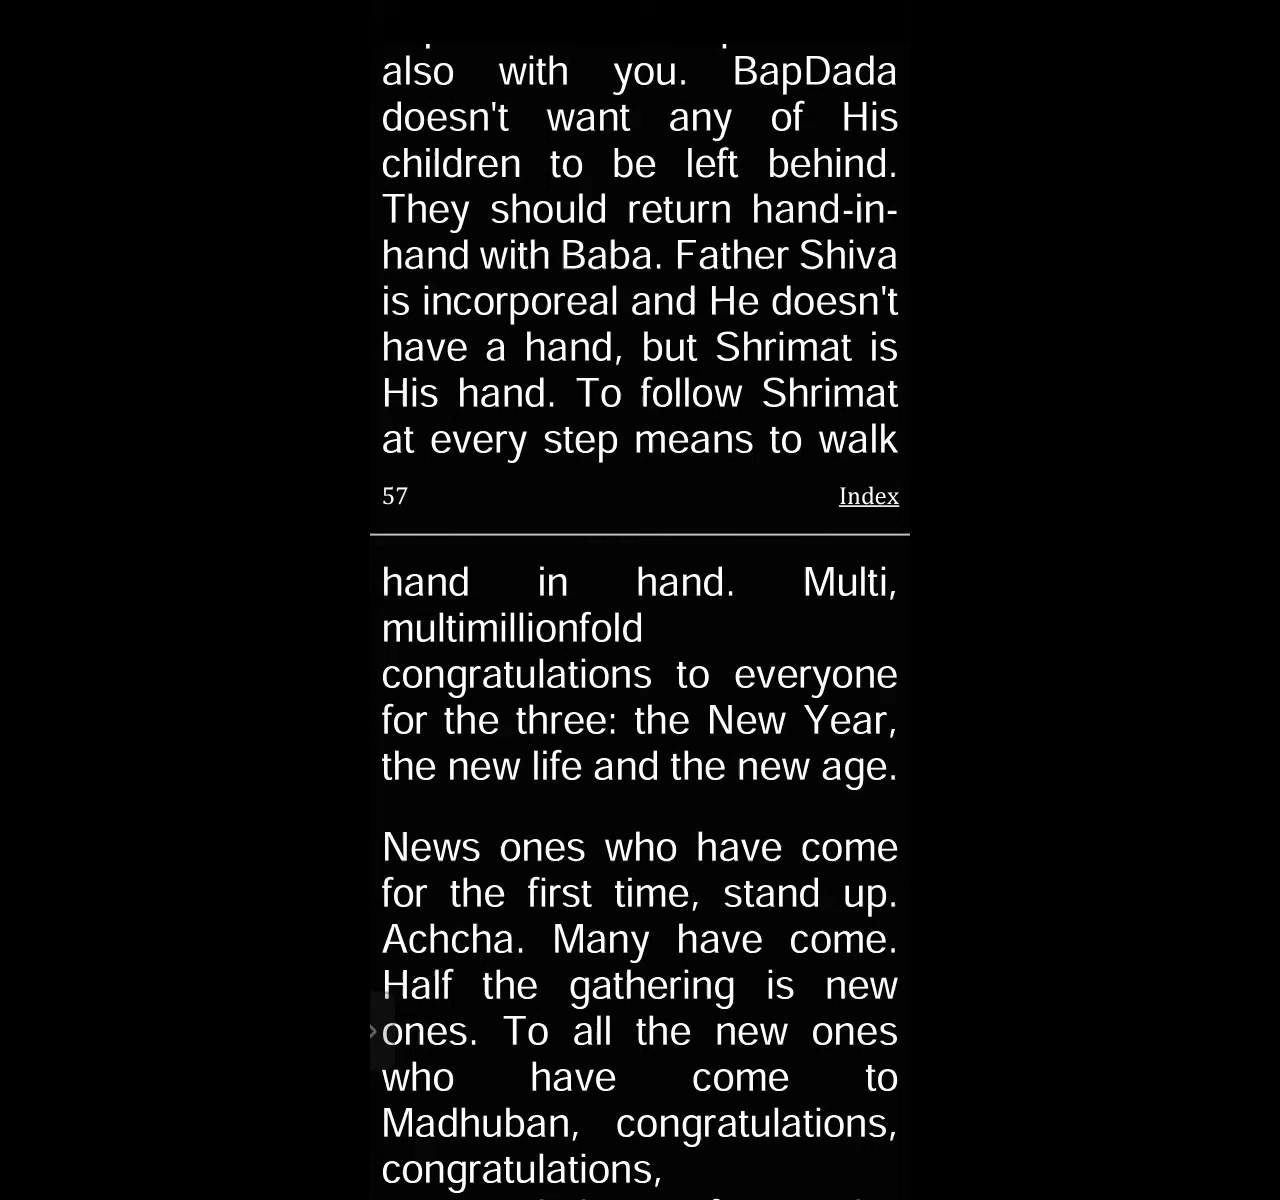 also with you. BapDada
doesn't want any of His
children to be left behind.
They should return hand-in-
hand with Baba. Father Shiva
is incorporeal and He doesn't
have a hand, but Shrimat is
His hand. To follow Shrimat
at every step means to walk
57 Index
hand in hand. Multi,
multimillionfold
congratulations to everyone
for the three: the New Year,
the new life and the new age.
News ones who have come
for the first time, stand up.
Achcha. Many have come.
Half the gathering is new
ones. To all the new ones
who have come to
Madhuban, congratulations,
congratulations,